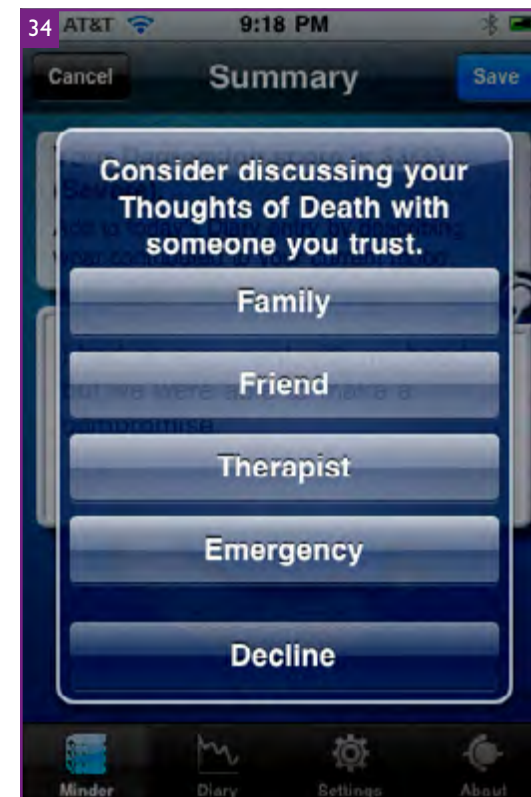 34 AT&T 9:18 PM
Cancel Summary Save
Consider discussing your
Thoughts of Death with
someone you trust.
Family
Friend
Therapist
Emergency
Decline
Minder Diary Settings About